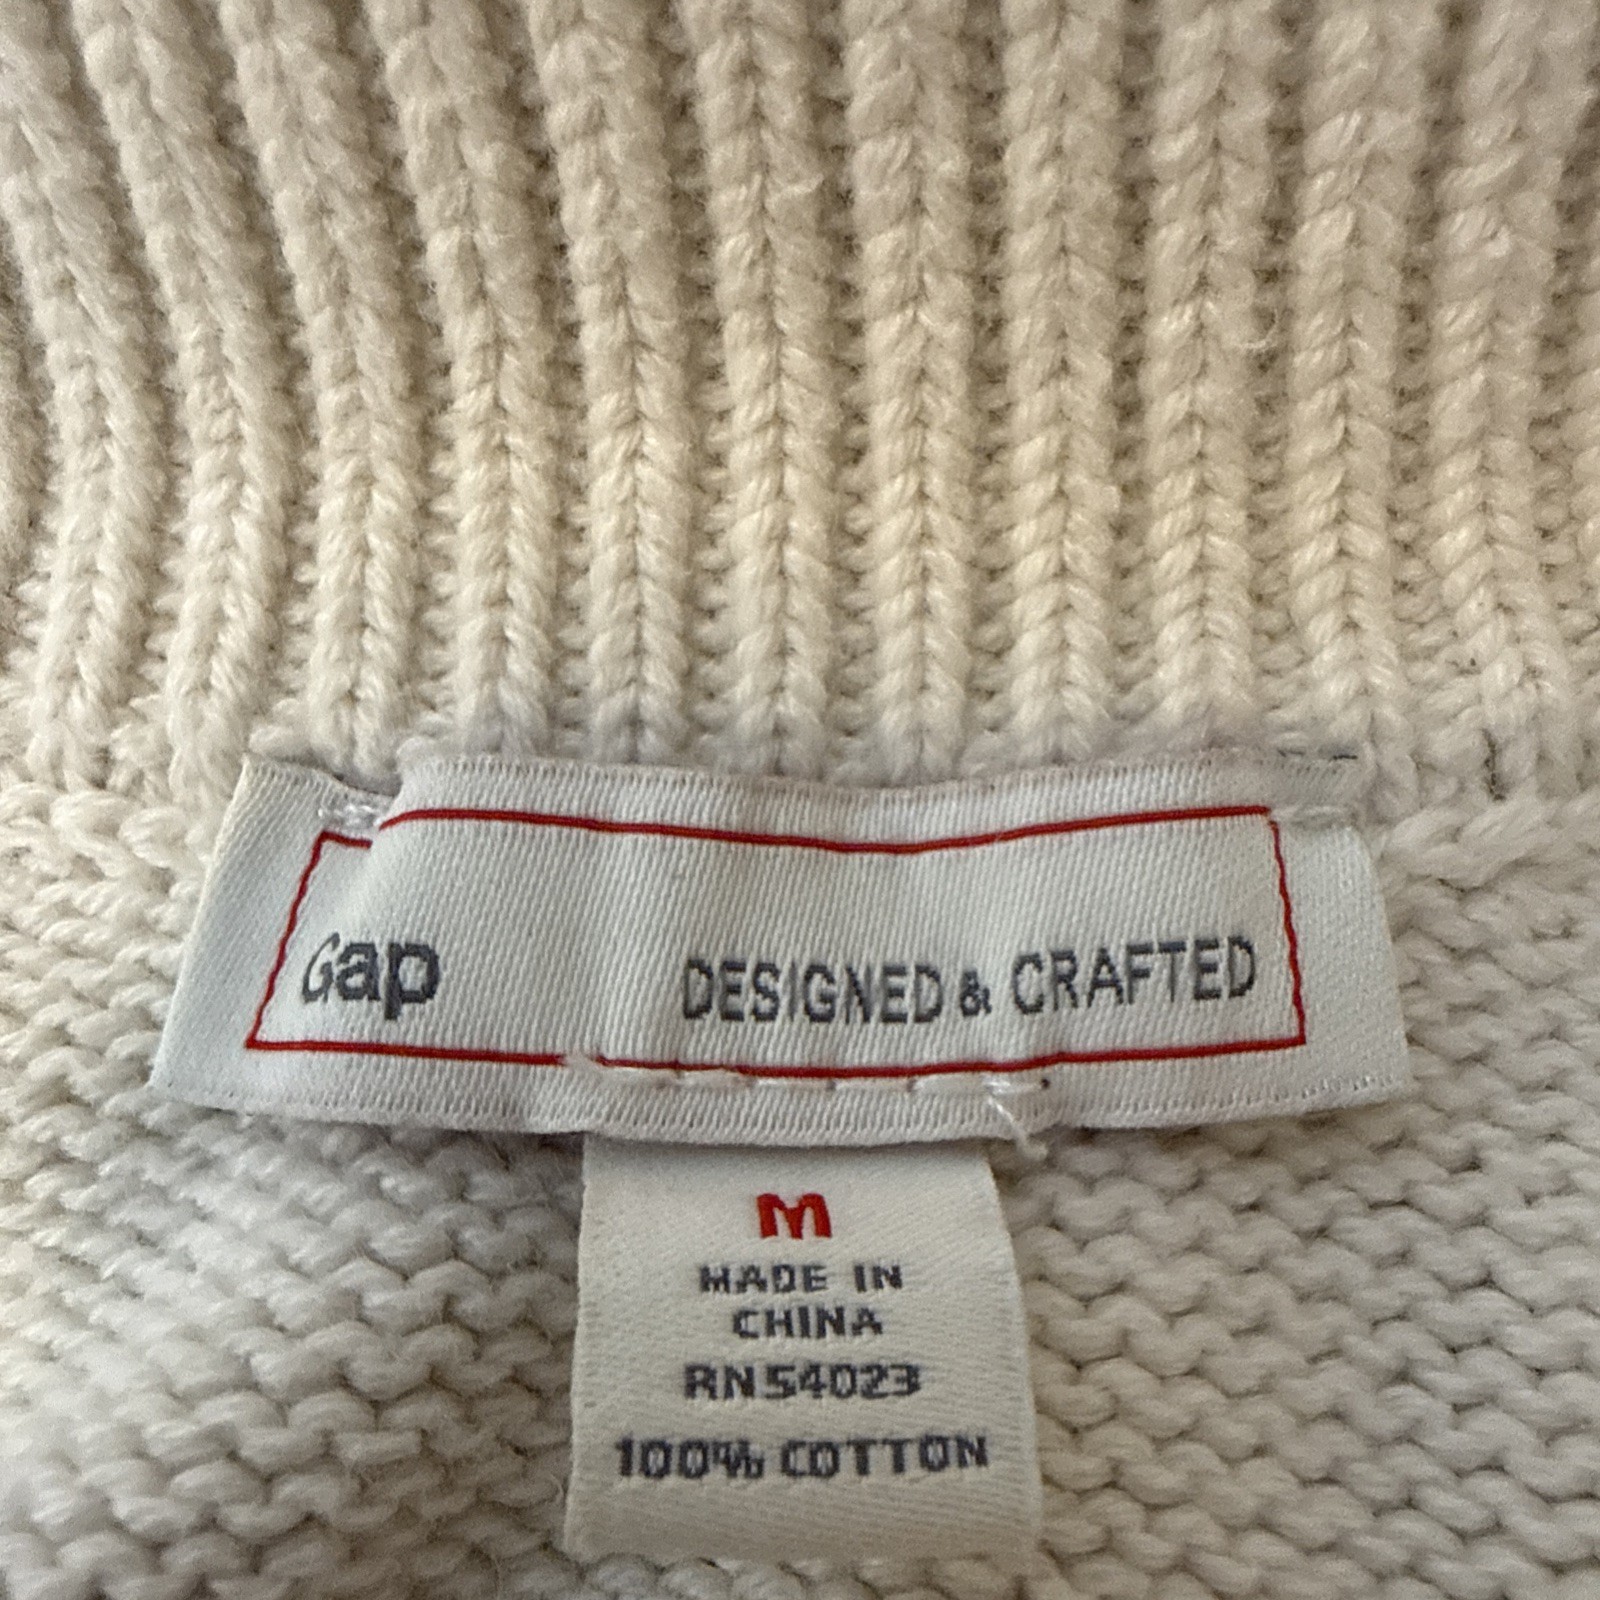 Gap DESIGNED & CRAFTED
M
MADE IN
CHINA
RN54023
100% COTTON